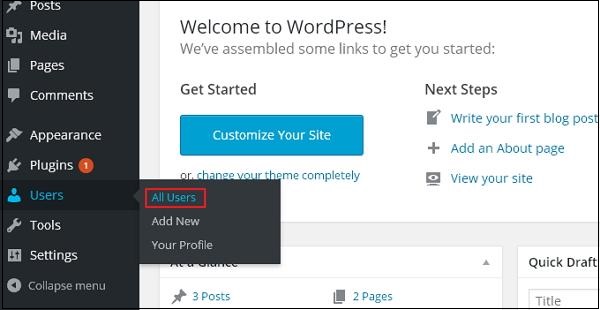 Posts
Media
Pages
Comments
Appearance
Plugins 1
Users
Tools
Settings
Collapse menu
All Users
Add New
Your Profile
Welcome to WordPress!
We've assembled some links to get you started:
Get Started
Customize Your Site
or, change your theme completely
Next Steps
Write your first blog post
Add an About page
View your site
At a Glance
3 Posts
2 Pages
Quick Draft
Title